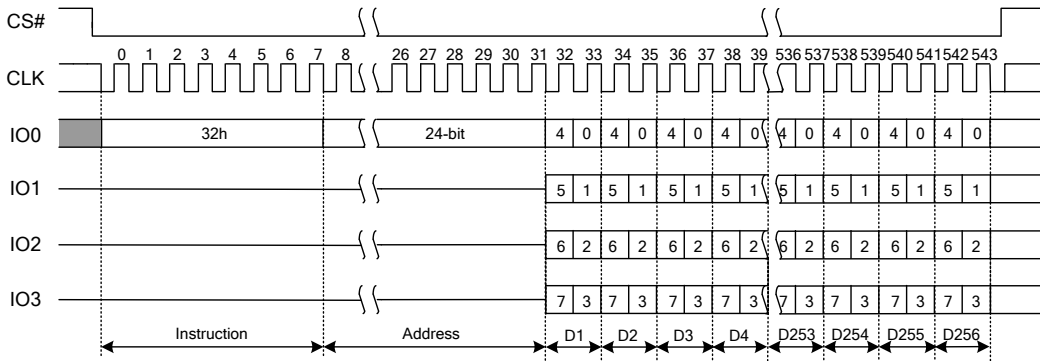 CS#
0 1 2 3 4 5 6 7 8 26 27 28 29 30 31 32 33 34 35 36 37 38 39 536 537 538 539 540 541 542 543
CLK
IO0 32h 24-bit 4 0 4 0 4 0 4 0 4 0 4 0 4 0 4 0
IO1 5 1 5 1 5 1 5 1 5 1 5 1 5 1 5 1
IO2 6 2 6 2 6 2 6 2 6 2 6 2 6 2 6 2
IO3 7 3 7 3 7 3 7 3 7 3 7 3 7 3 7 3
Instruction Address D1 D2 D3 D4 D253 D254 D255 D256